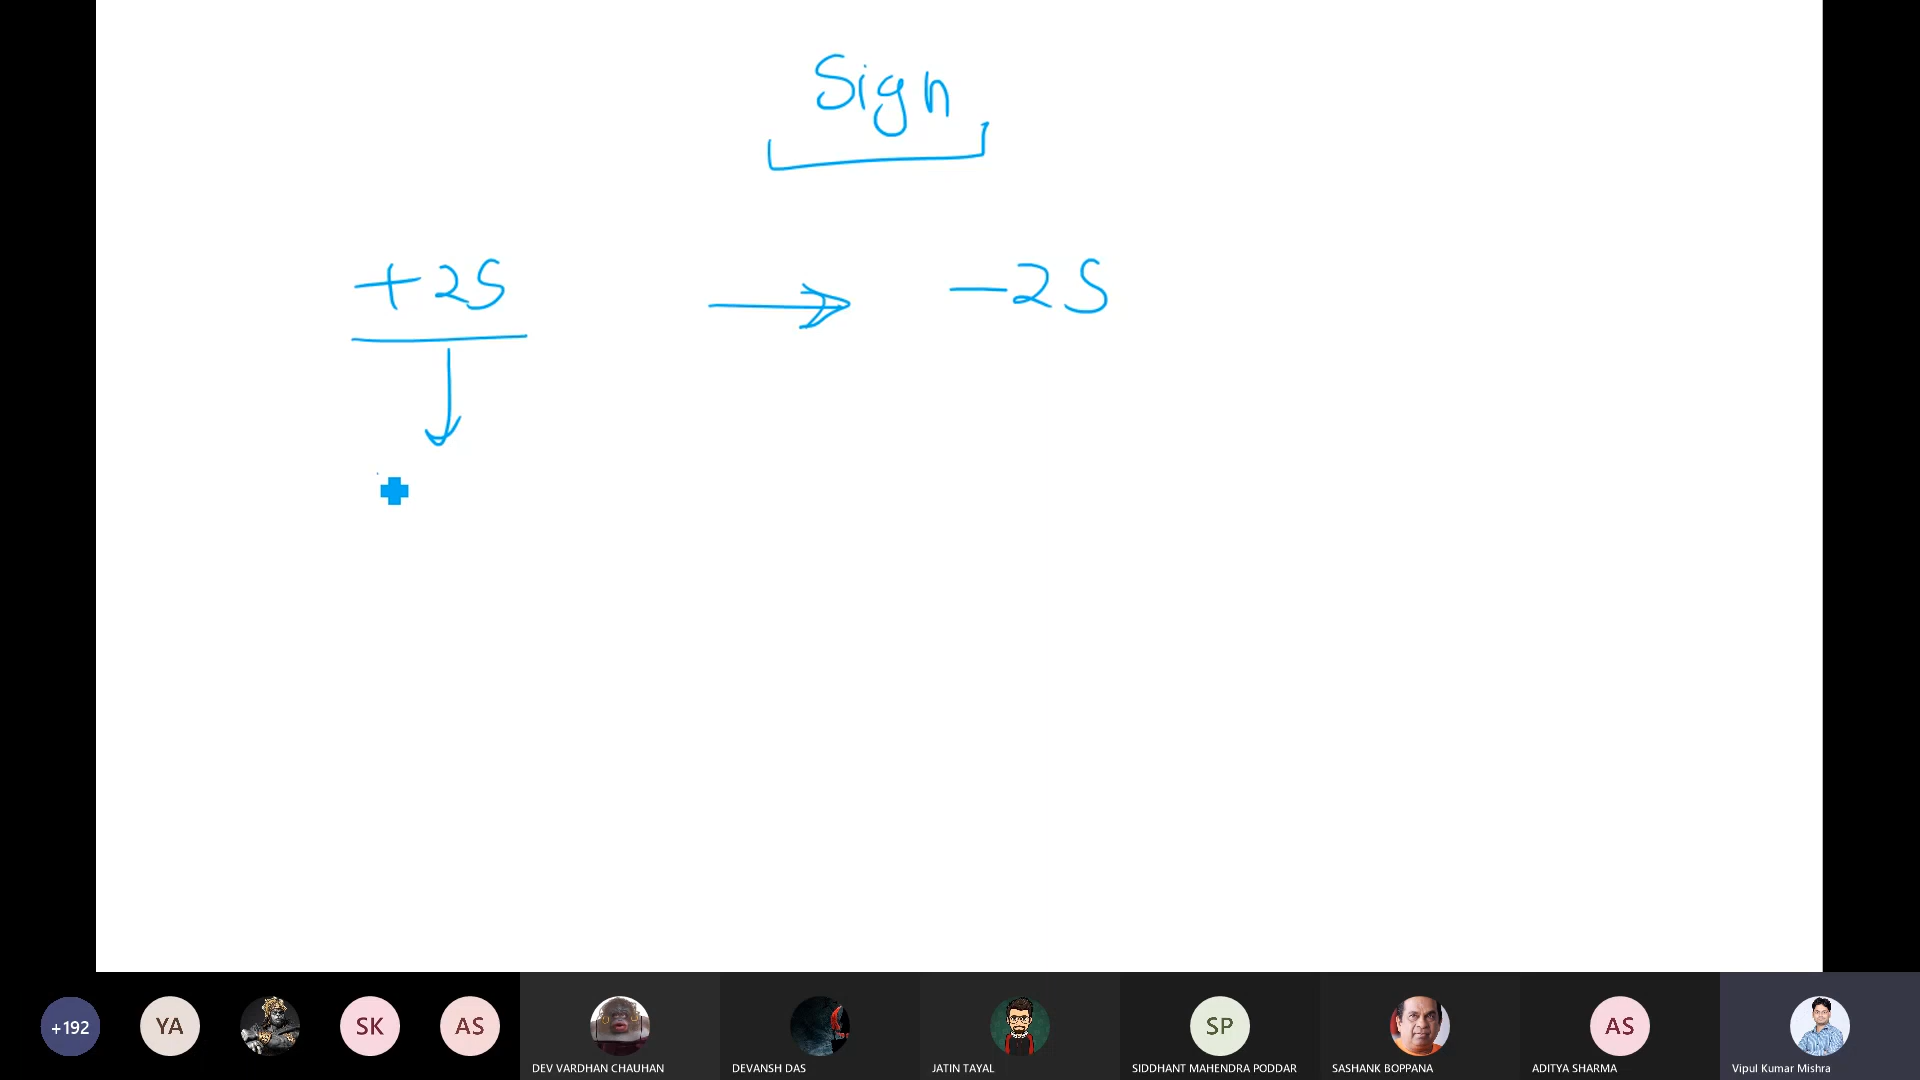 Sign
+25 → -25
+192 YA SK AS SP AS
DEV VARDHAN CHAUHAN DEVANSH DAS JATIN TAYAL SIDDHANT MAHENDRA PODDAR SASHANK BOPPANA ADITYA SHARMA Vipul Kumar Mishra